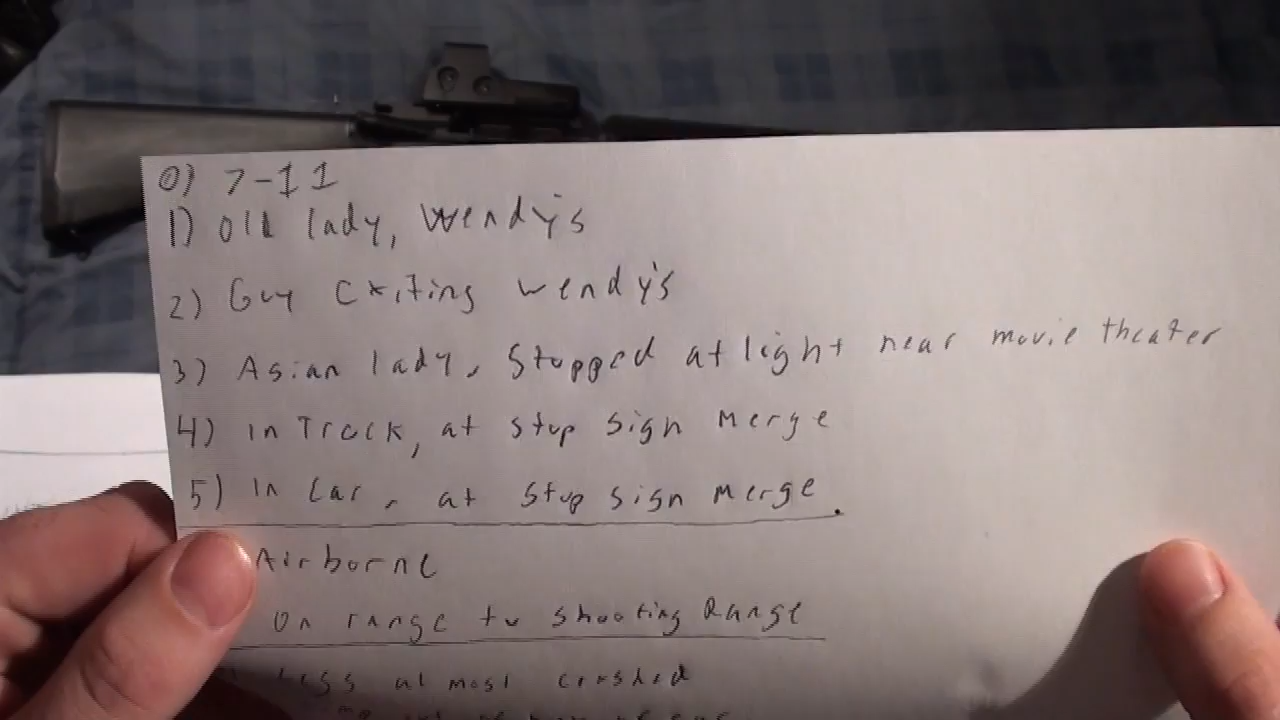 0) 7-11
1) Old lady, Wendy's
2) Guy Exiting Wendy's
3) Asian lady, Stopped at light near movie theater
4) in Truck, at stop sign merge
5) in Car, at stop sign merge.
Airborne
On range to shooting Range
almost crashed